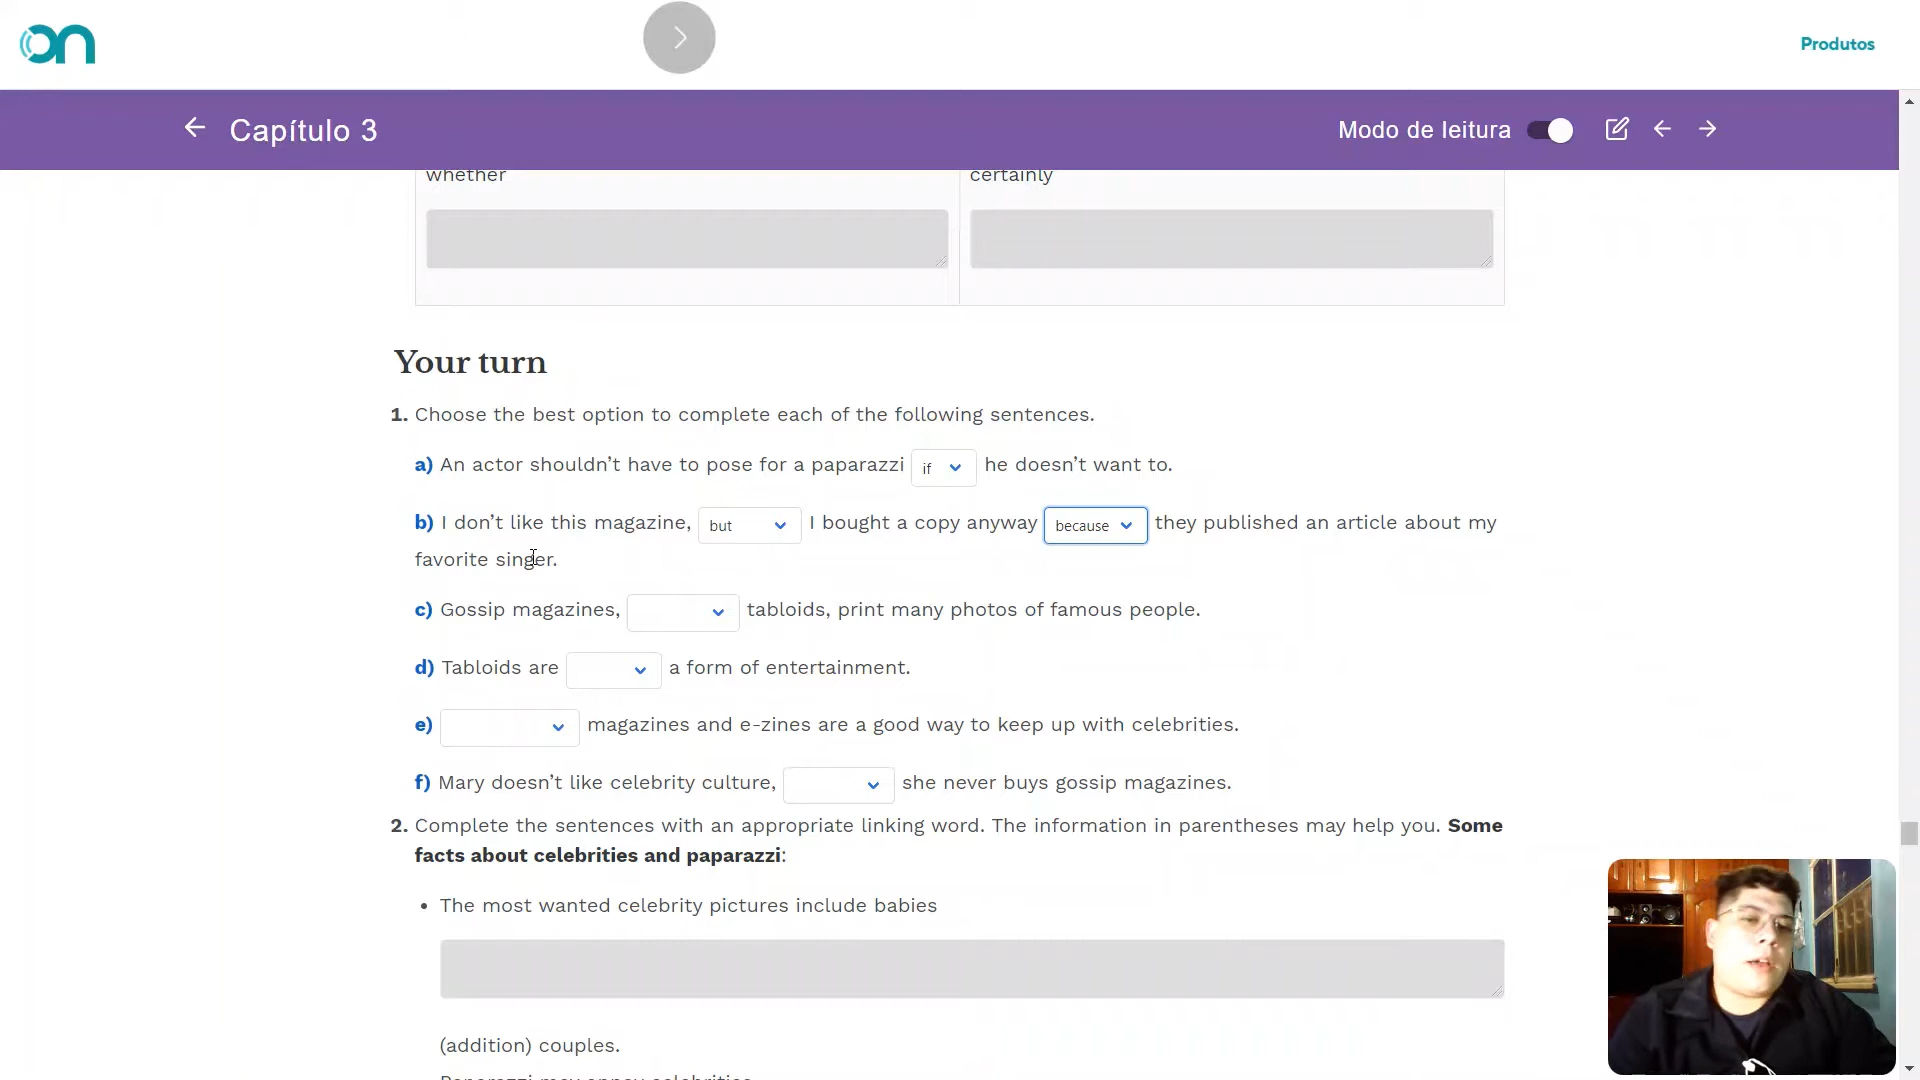 on
Produtos
Capítulo 3
Modo de leitura
whether
certainly
Your turn
1. Choose the best option to complete each of the following sentences.
a) An actor shouldn’t have to pose for a paparazzi if he doesn’t want to.
b) I don’t like this magazine, but I bought a copy anyway because they published an article about my
favorite singer.
c) Gossip magazines, tabloids, print many photos of famous people.
d) Tabloids are a form of entertainment.
e) magazines and e-zines are a good way to keep up with celebrities.
f) Mary doesn’t like celebrity culture, she never buys gossip magazines.
2. Complete the sentences with an appropriate linking word. The information in parentheses may help you. Some
facts about celebrities and paparazzi:
• The most wanted celebrity pictures include babies
(addition) couples.
Paparazzi may annoy celebrities